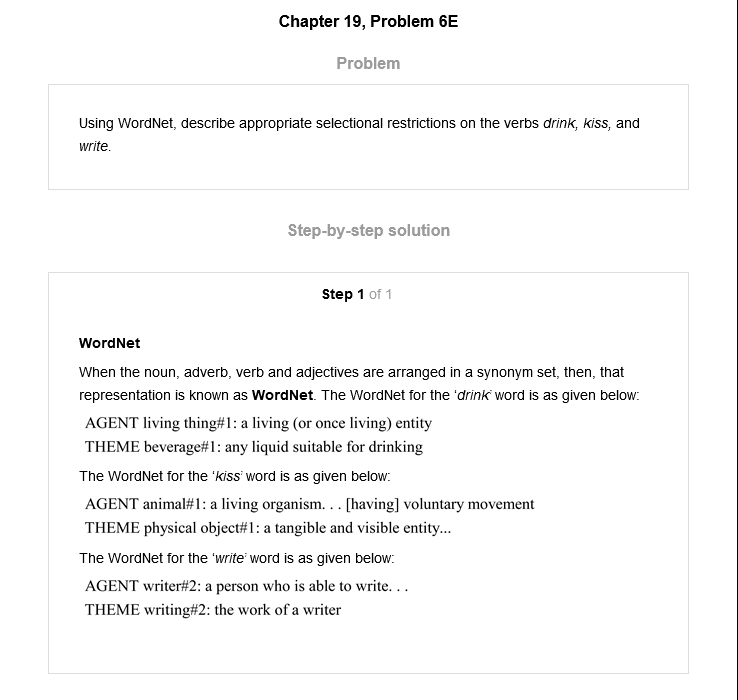 Chapter 19, Problem 6E
Problem
Using WordNet, describe appropriate selectional restrictions on the verbs drink, kiss, and
write.
Step-by-step solution
Step 1 of 1
WordNet
When the noun, adverb, verb and adjectives are arranged in a synonym set, then, that
representation is known as WordNet. The WordNet for the 'drink' word is as given below:
AGENT living thing#1: a living (or once living) entity
THEME beverage#1: any liquid suitable for drinking
The WordNet for the 'kiss' word is as given below:
AGENT animal#1: a living organism. . . [having] voluntary movement
THEME physical object#1: a tangible and visible entity...
The WordNet for the 'write' word is as given below:
AGENT writer#2: a person who is able to write. . .
THEME writing#2: the work of a writer